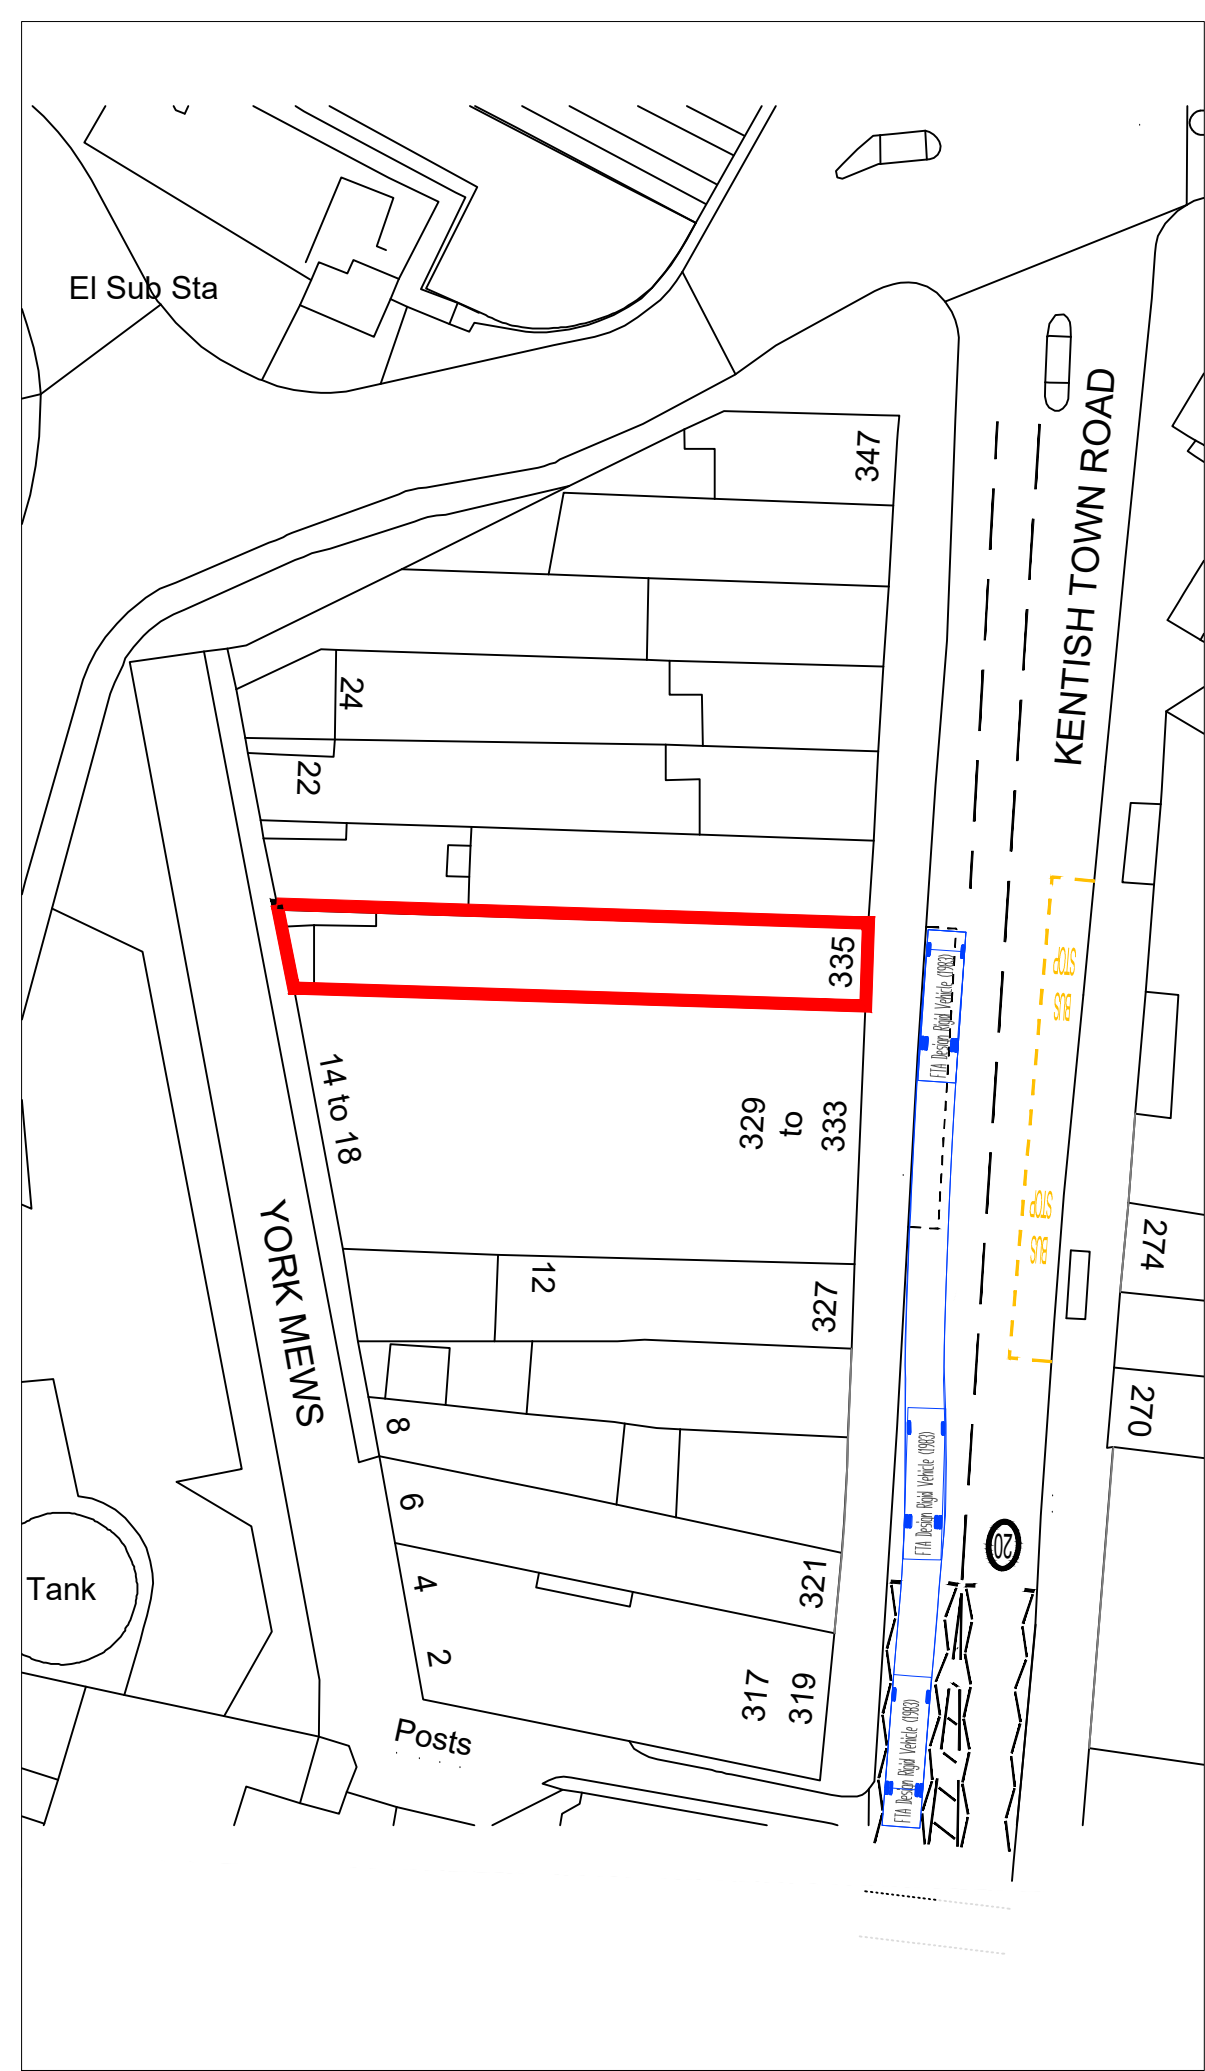 El Sub Sta
347
KENTISH TOWN ROAD
24
22
335
FTA Design Rigid Vehicle (1983)
BUS
STOP
14 to 18
329
to
333
BUS
STOP
274
YORK MEWS
12
327
270
8
FTA Design Rigid Vehicle (1983)
6
20
321
4
Tank
2
317
319
FTA Design Rigid Vehicle (1983)
Posts